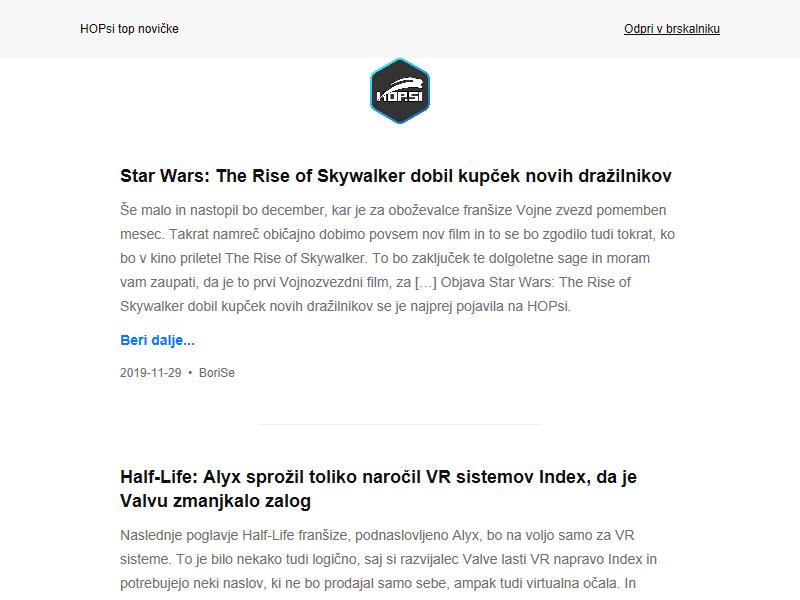 HOPsi top novičke
Odpri v brskalniku
HOPSI
Star Wars: The Rise of Skywalker dobil kupček novih dražilnikov
Še malo in nastopil bo december, kar je za oboževalce franšize Vojne zvezd pomemben
mesec. Takrat namreč običajno dobimo povsem nov film in to se bo zgodilo tudi tokrat, ko
bo v kino priletel The Rise of Skywalker. To bo zaključek te dolgoletne sage in moram
vam zaupati, da je to prvi Vojnozvezdni film, za […] Objava Star Wars: The Rise of
Skywalker dobil kupček novih dražilnikov se je najprej pojavila na HOPsi.
Beri dalje...
2019-11-29 • BoriSe
Half-Life: Alyx sprožil toliko naročil VR sistemov Index, da je
Valvu zmanjkalo zalog
Naslednje poglavje Half-Life franšize, podnaslovljeno Alyx, bo na voljo samo za VR
sisteme. To je bilo nekako tudi logično, saj si razvijalec Valve lasti VR napravo Index in
potrebujejo neki naslov, ki ne bo prodajal samo sebe, ampak tudi virtualna očala. In